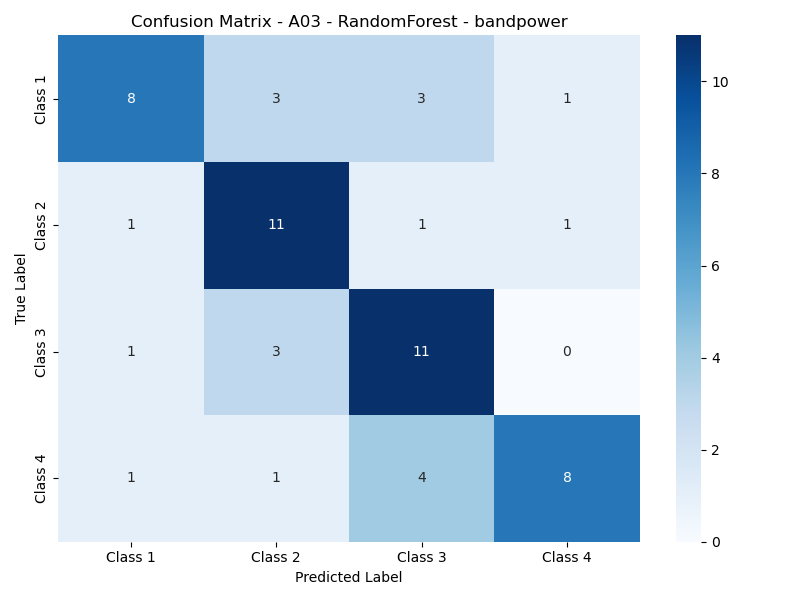 Confusion Matrix - A03 - RandomForest - bandpower
True Label
Class 1
8 3 3 1
Class 2
1 11 1 1
Class 3
1 3 11 0
Class 4
1 1 4 8
Class 1 Class 2 Class 3 Class 4
Predicted Label
10
8
6
4
2
0